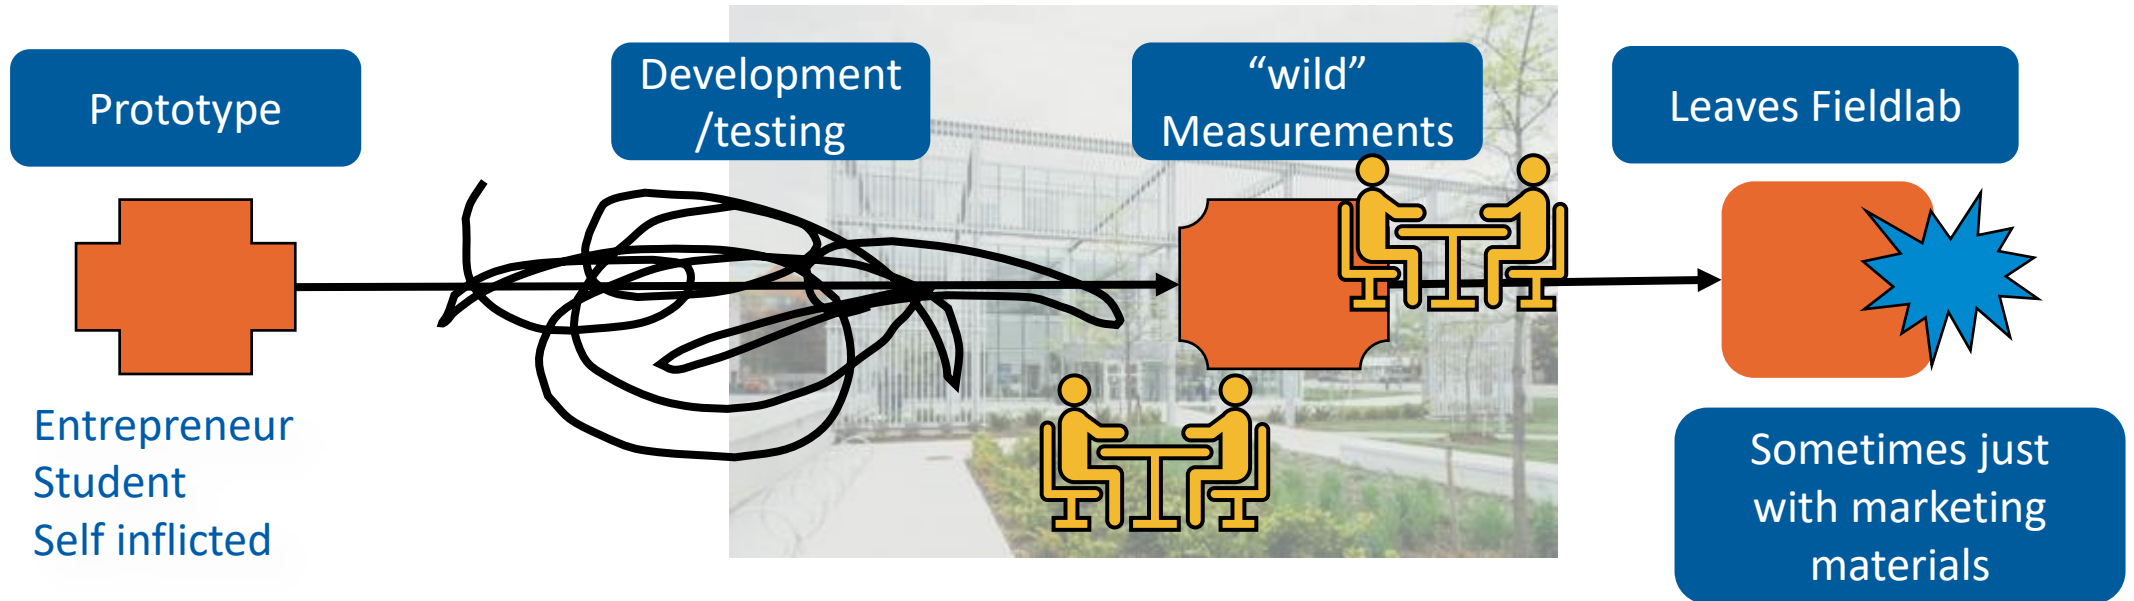 Prototype
Development
/testing
“wild”
Measurements
Leaves Fieldlab
Entrepreneur
Student
Self inflicted
Sometimes just
with marketing
materials